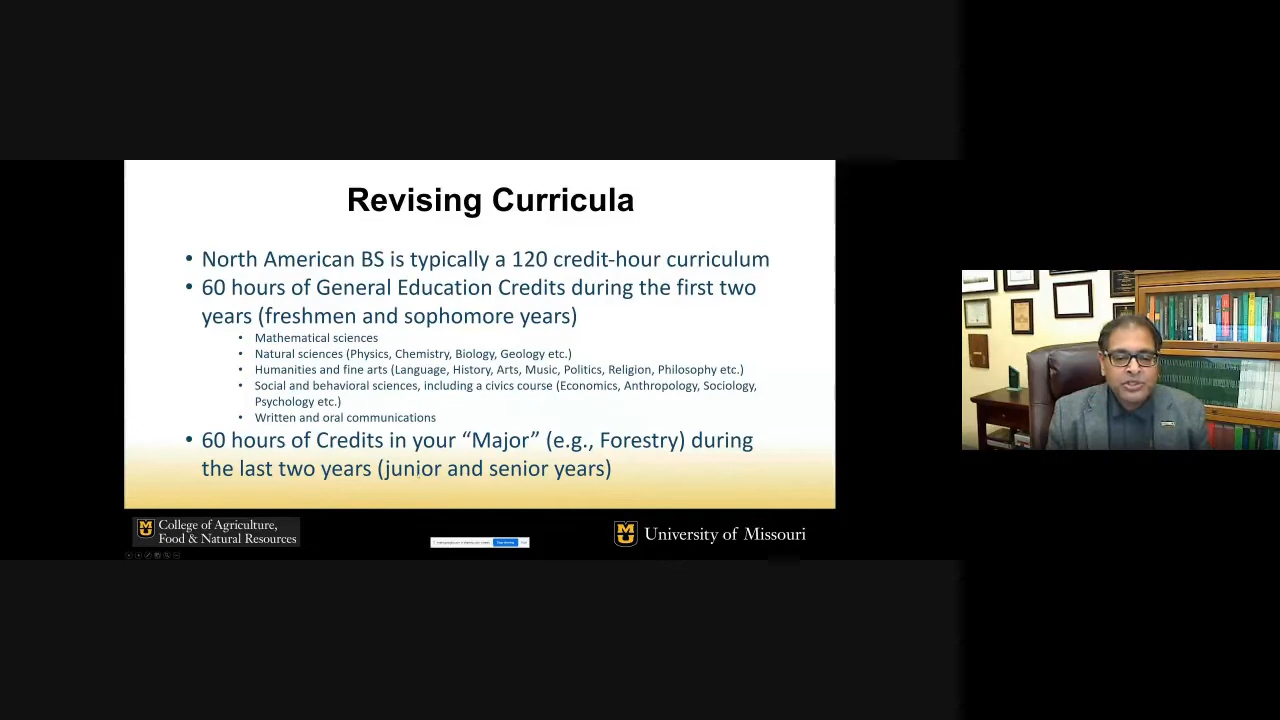 Revising Curricula
• North American BS is typically a 120 credit-hour curriculum
• 60 hours of General Education Credits during the first two
years (freshmen and sophomore years)
• Mathematical sciences
• Natural sciences (Physics, Chemistry, Biology, Geology etc.)
• Humanities and fine arts (Language, History, Arts, Music, Politics, Religion, Philosophy etc.)
• Social and behavioral sciences, including a civics course (Economics, Anthropology, Sociology,
Psychology etc.)
• Written and oral communications
• 60 hours of Credits in your “Major” (e.g., Forestry) during
the last two years (junior and senior years)
College of Agriculture,
Food & Natural Resources
University of Missouri